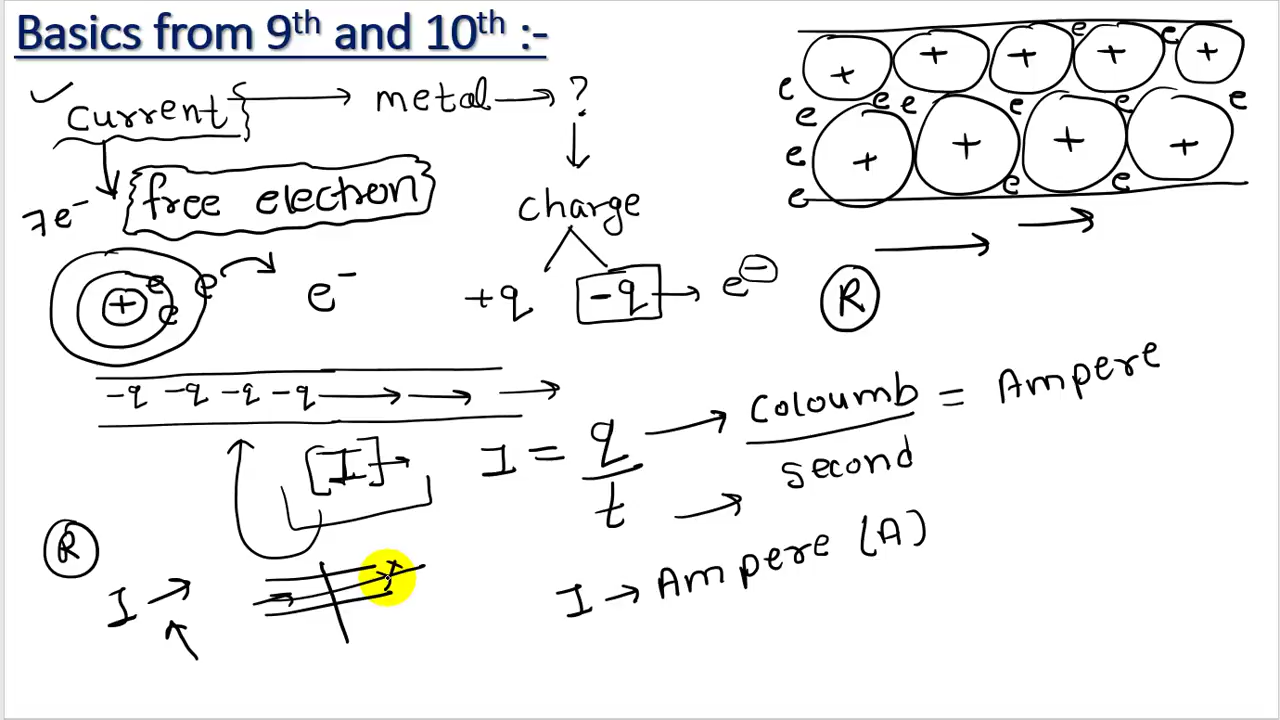 Basics from 9th and 10th :-
Current → metal → ?
free electron
7e⁻
charge
+q -q → e⁻
e⁻
+ e e e
+ + + + +
e e e e e e e e
+ + + +
e e e e e
R
-q -q -q -q → → →
[I] →
I = q/t → Coloumb/second = Ampere
R
I →
I → Ampere (A)